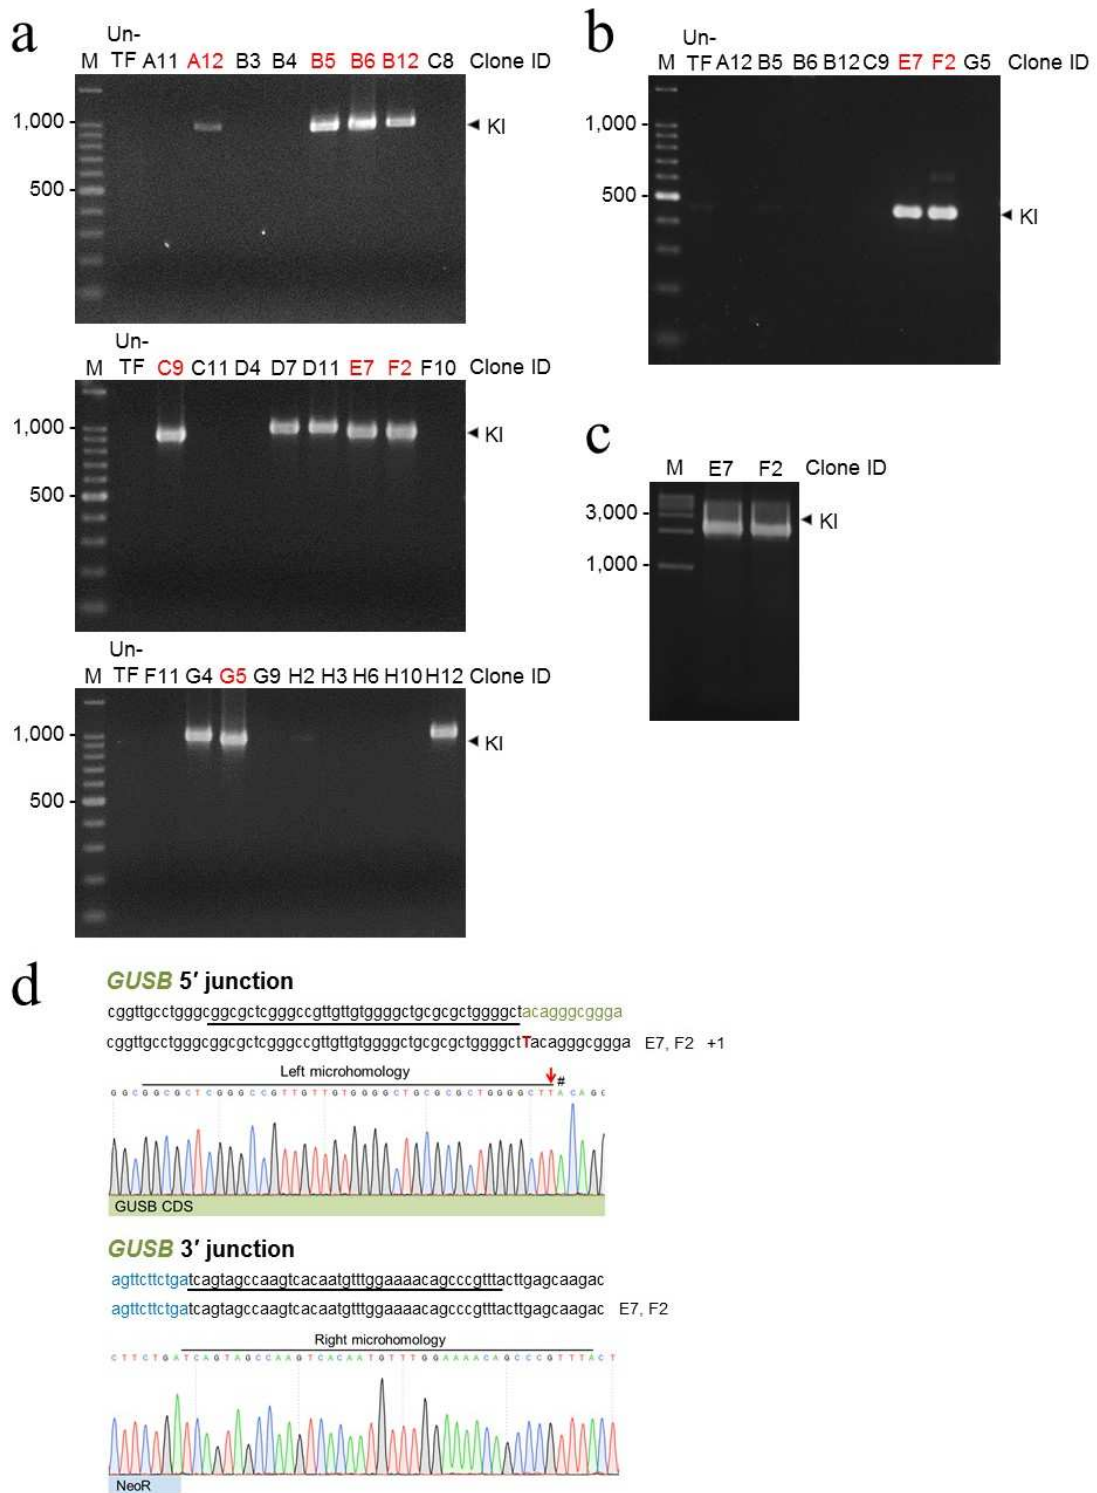 a
Un-
M TF A11 A12 B3 B4 B5 B6 B12 C8 Clone ID
1,000
KI
500
Un-
M TF C9 C11 D4 D7 D11 E7 F2 F10 Clone ID
1,000
KI
500
Un-
M TF F11 G4 G5 G9 H2 H3 H6 H10 H12 Clone ID
1,000
KI
500
b
Un-
M TF A12 B5 B6 B12 C9 E7 F2 G5 Clone ID
1,000
500
KI
c
M E7 F2 Clone ID
3,000
KI
1,000
d
GUSB 5′ junction
cggttgcctgggcggcgctcgggccgttgttgtggggctgcgcgctggggctacagggcggga
cggttgcctgggcggcgctcgggccgttgttgtggggctgcgcgctggggctTacagggcggga E7, F2 +1
Left microhomology
#
G G C G G C G C T C G G G C C G T T G T T G T G G G G C T G C G C G C T G G G G C T T A C A G
GUSB CDS
GUSB 3′ junction
agttcttctgatcagtagccaagtcacaatgtttggaaaacagcccgtttacttgagcaagac
agttcttctgatcagtagccaagtcacaatgtttggaaaacagcccgtttacttgagcaagac E7, F2
Right microhomology
C T T C T G A T C A G T A G C C A A G T C A C A A T G T T T G G A A A A C A G C C C G T T T A C T
NeoR